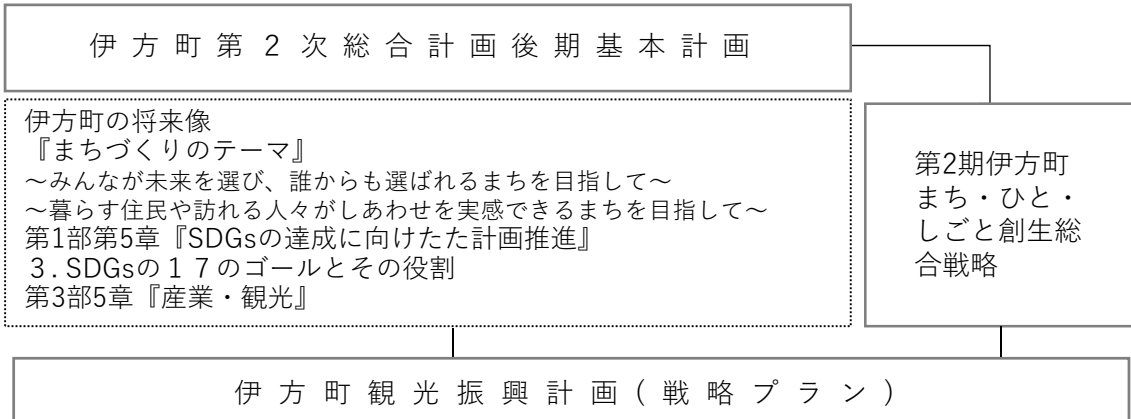 伊方町第２次総合計画後期基本計画
伊方町の将来像
『まちづくりのテーマ』
～みんなが未来を選び、誰からも選ばれるまちを目指して～
～暮らす住民や訪れる人々がしあわせを実感できるまちを目指して～
第1部第5章『SDGsの達成に向けたた計画推進』
３. SDGsの１７のゴールとその役割
第3部5章『産業・観光』
第2期伊方町
まち・ひと・
しごと創生総
合戦略
伊方町観光振興計画(戦略プラン)